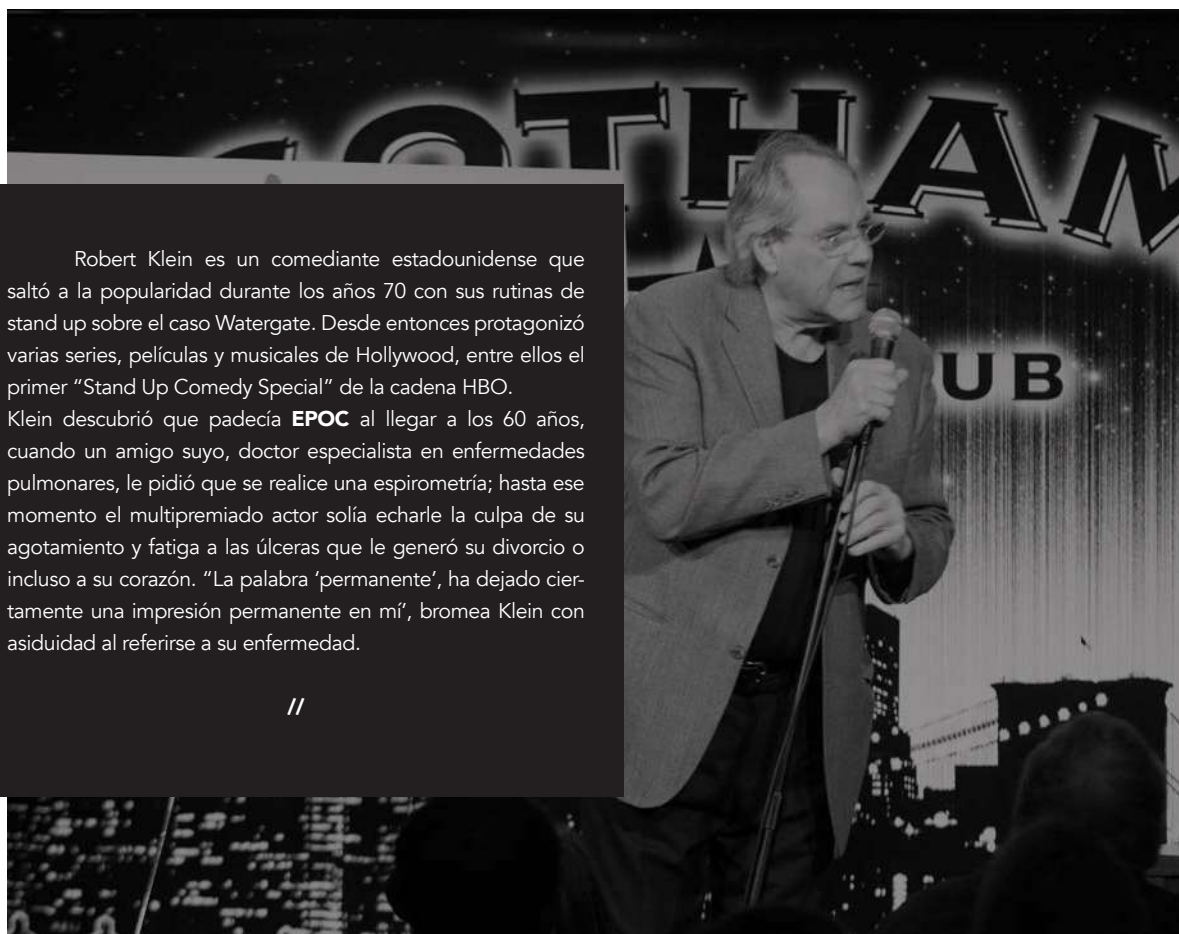 GOTHAM
UB
Robert Klein es un comediante estadounidense que
saltó a la popularidad durante los años 70 con sus rutinas de
stand up sobre el caso Watergate. Desde entonces protagonizó
varias series, películas y musicales de Hollywood, entre ellos el
primer “Stand Up Comedy Special” de la cadena HBO.
Klein descubrió que padecía EPOC al llegar a los 60 años,
cuando un amigo suyo, doctor especialista en enfermedades
pulmonares, le pidió que se realice una espirometría; hasta ese
momento el multipremiado actor solía echarle la culpa de su
agotamiento y fatiga a las úlceras que le generó su divorcio o
incluso a su corazón. “La palabra ‘permanente’, ha dejado cier-
tamente una impresión permanente en mí’, bromea Klein con
asiduidad al referirse a su enfermedad.
//